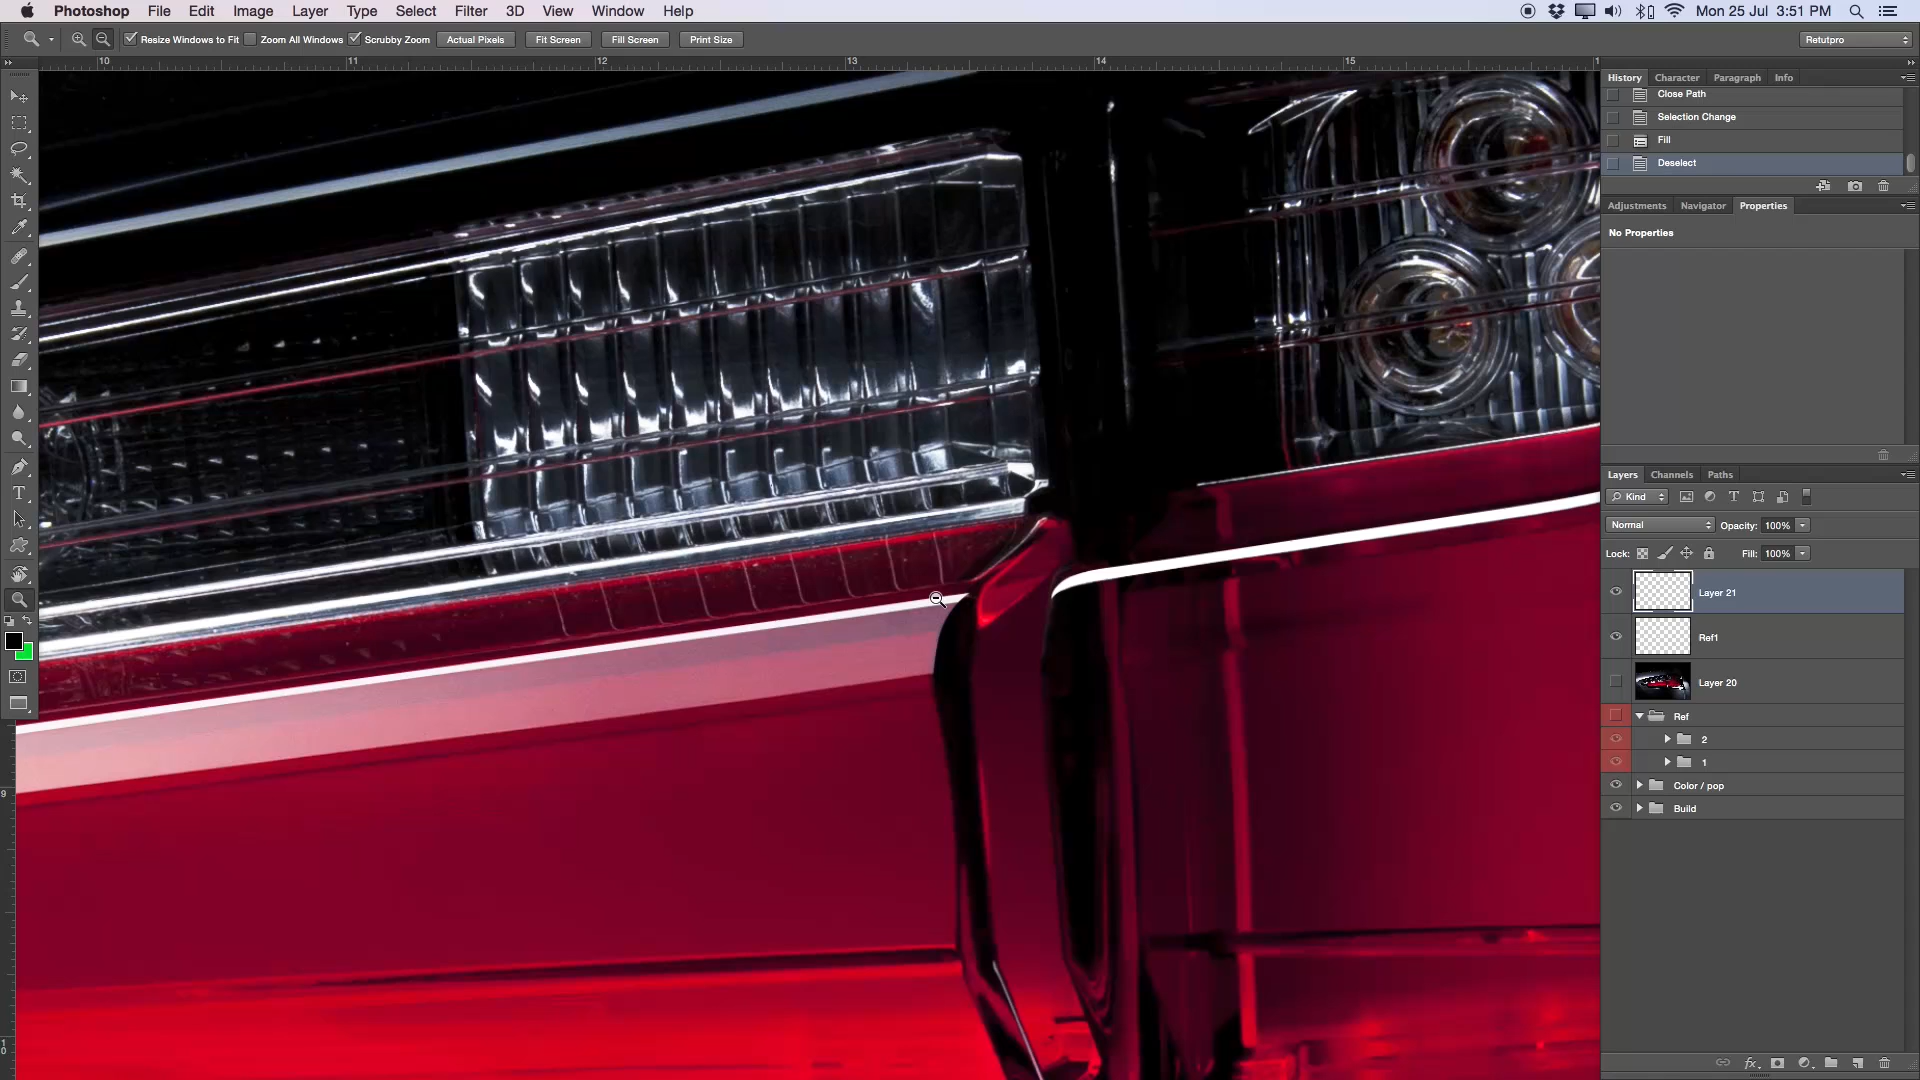 Photoshop File Edit Image Layer Type Select Filter 3D View Window Help Mon 25 Jul 3:51 PM
Resize Windows to Fit Zoom All Windows Scrubby Zoom Actual Pixels Fit Screen Fill Screen Print Size Retutpro
10 11 12 13 14 15
History Character Paragraph Info
Close Path
Selection Change
Fill
Deselect
Adjustments Navigator Properties
No Properties
Layers Channels Paths
Kind
Normal Opacity: 100%
Lock: Fill: 100%
Layer 21
Ref1
Layer 20
Ref
2
1
Color / pop
Build
9
10